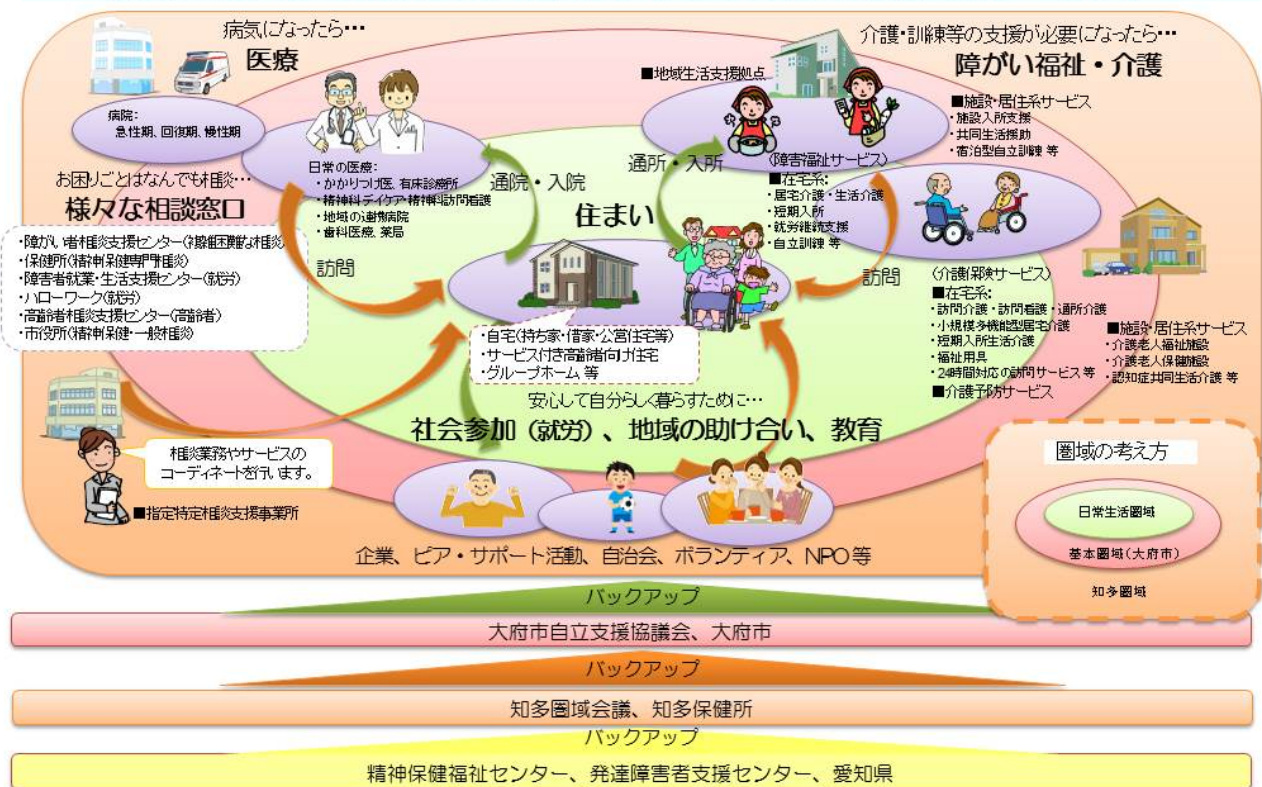 病気になったら…
医療
病院:
急性期、回復期、慢性期
日常の医療:
・かかりつけ医、有床診療所
・精神科デイケア・精神科訪問看護
・地域の連携病院
・歯科医療、薬局
お困りごとはなんでも相談…
様々な相談窓口
・障がい者相談支援センター(複雑困難な相談)
・保健所(精神保健専門相談)
・障害者就業・生活支援センター(就労)
・ハローワーク(就労)
・高齢者相談支援センター(高齢者)
・市役所(精神保健・一般相談)
訪問
通院・入院
住まい
・自宅(持ち家・借家・公営住宅等)
・サービス付き高齢者向け住宅
・グループホーム 等
介護・訓練等の支援が必要になったら…
障がい福祉・介護
■地域生活支援拠点
■施設・居住系サービス
・施設入所支援
・共同生活援助
・宿泊型自立訓練 等
通所・入所
(障害福祉サービス)
■在宅系:
・居宅介護・生活介護
・短期入所
・就労継続支援
・自立訓練 等
訪問
(介護保険サービス)
■在宅系:
・訪問介護・訪問看護・通所介護
・小規模多機能型居宅介護
・短期入所生活介護
・福祉用具
・24時間対応の訪問サービス 等
■介護予防サービス
■施設・居住系サービス
・介護老人福祉施設
・介護老人保健施設
・認知症共同生活介護 等
安心して自分らしく暮らすために…
社会参加(就労)、地域の助け合い、教育
相談業務やサービスの
コーディネートを行います。
■指定特定相談支援事業所
企業、ピア・サポート活動、自治会、ボランティア、NPO 等
圏域の考え方
日常生活圏域
基本圏域(大府市)
知多圏域
バックアップ
大府市自立支援協議会、大府市
バックアップ
知多圏域会議、知多保健所
バックアップ
精神保健福祉センター、発達障害者支援センター、愛知県